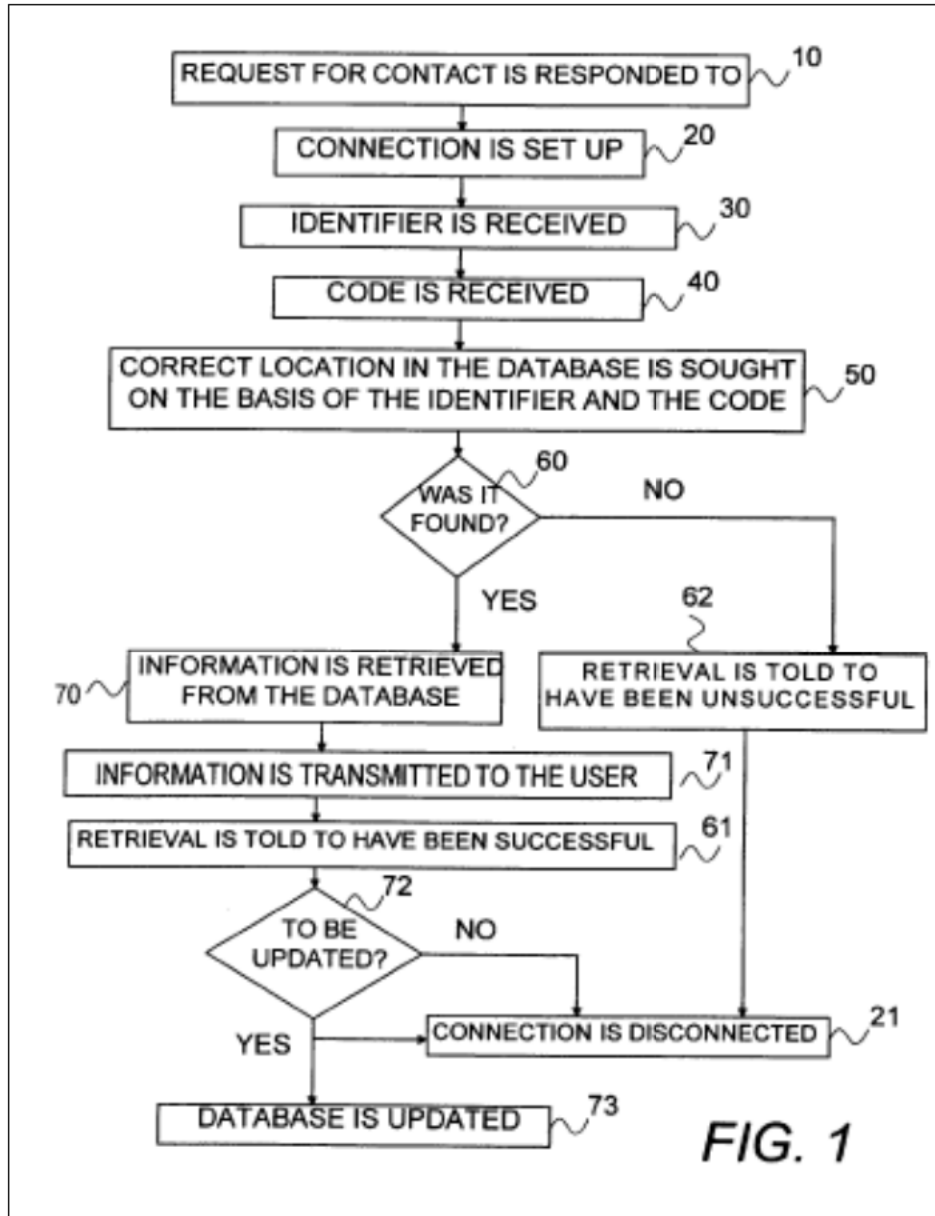 REQUEST FOR CONTACT IS RESPONDED TO
10
CONNECTION IS SET UP
20
IDENTIFIER IS RECEIVED
30
CODE IS RECEIVED
40
CORRECT LOCATION IN THE DATABASE IS SOUGHT
ON THE BASIS OF THE IDENTIFIER AND THE CODE
50
60
WAS IT
FOUND?
NO
YES
62
INFORMATION IS RETRIEVED
FROM THE DATABASE
70
RETRIEVAL IS TOLD TO
HAVE BEEN UNSUCCESSFUL
INFORMATION IS TRANSMITTED TO THE USER
71
RETRIEVAL IS TOLD TO HAVE BEEN SUCCESSFUL
61
72
TO BE
UPDATED?
NO
YES
CONNECTION IS DISCONNECTED
21
DATABASE IS UPDATED
73
FIG. 1